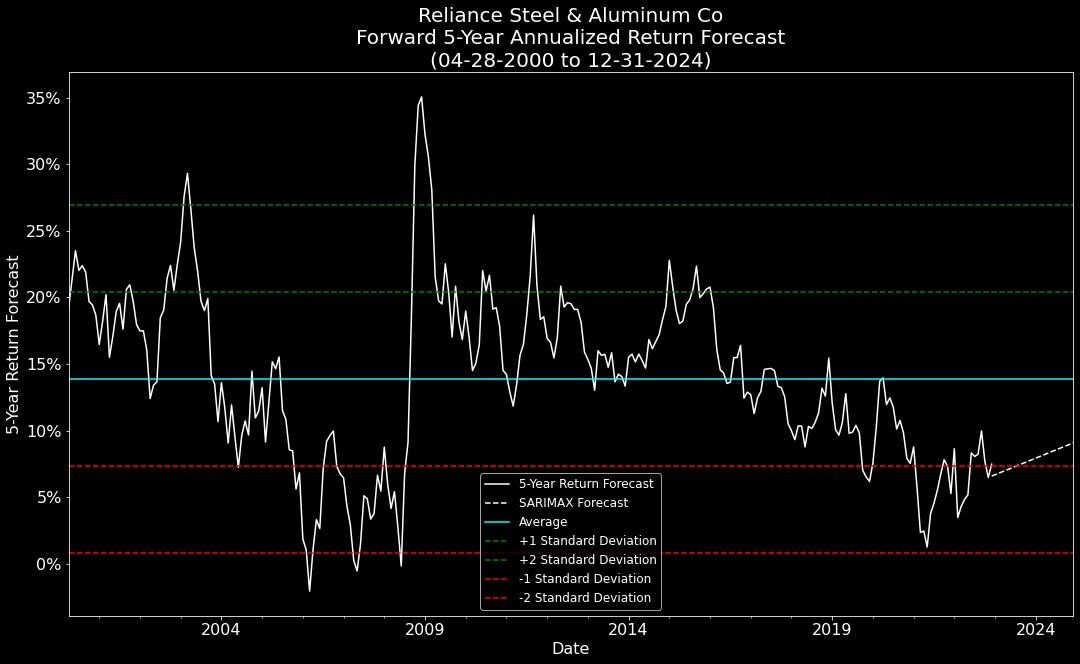 Reliance Steel & Aluminum Co
Forward 5-Year Annualized Return Forecast
(04-28-2000 to 12-31-2024)
5-Year Return Forecast
35%
30%
25%
20%
15%
10%
5%
0%
5-Year Return Forecast
SARIMAX Forecast
Average
+1 Standard Deviation
+2 Standard Deviation
-1 Standard Deviation
-2 Standard Deviation
2004
2009
2014
2019
2024
Date